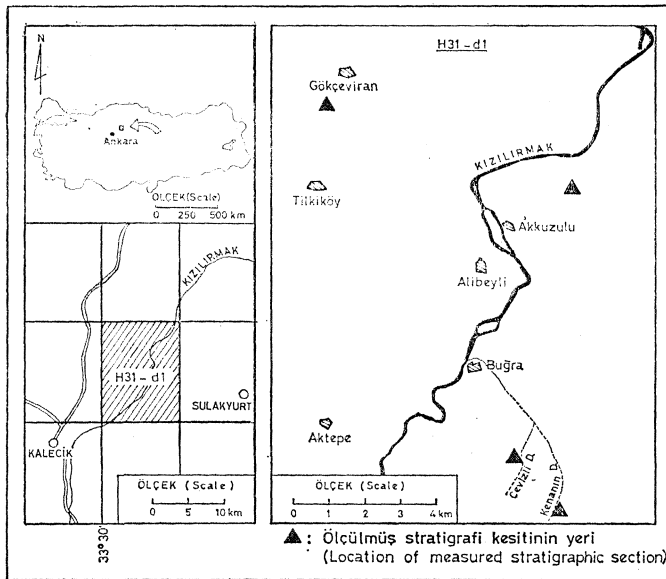 N
Ankara
ÖLÇEK (Scale)
0 250 500 km
KIZILIRMAK
H31-d1
SULAKYURT
KALECİK
ÖLÇEK (Scale)
0 5 10 km
33°30'
H31-d1
Gökçeviran
KIZILIRMAK
Tilkiköy
Akkuzulu
Alibeyli
Buğra
Aktepe
Cevizli D.
Kenanın D.
ÖLÇEK (Scale)
0 1 2 3 4 km
: Ölçülmüş stratigrafi kesitinin yeri
(Location of measured stratigraphic section)